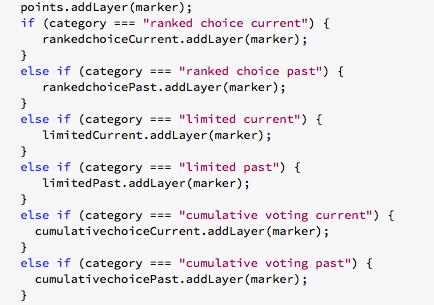 points.addLayer(marker);
if (category === "ranked choice current") {
rankedchoiceCurrent.addLayer(marker);
}
else if (category === "ranked choice past") {
rankedchoicePast.addLayer(marker);
}
else if (category === "limited current") {
limitedCurrent.addLayer(marker);
}
else if (category === "limited past") {
limitedPast.addLayer(marker);
}
else if (category === "cumulative voting current") {
cumulativechoiceCurrent.addLayer(marker);
}
else if (category === "cumulative voting past") {
cumulativechoicePast.addLayer(marker);
}